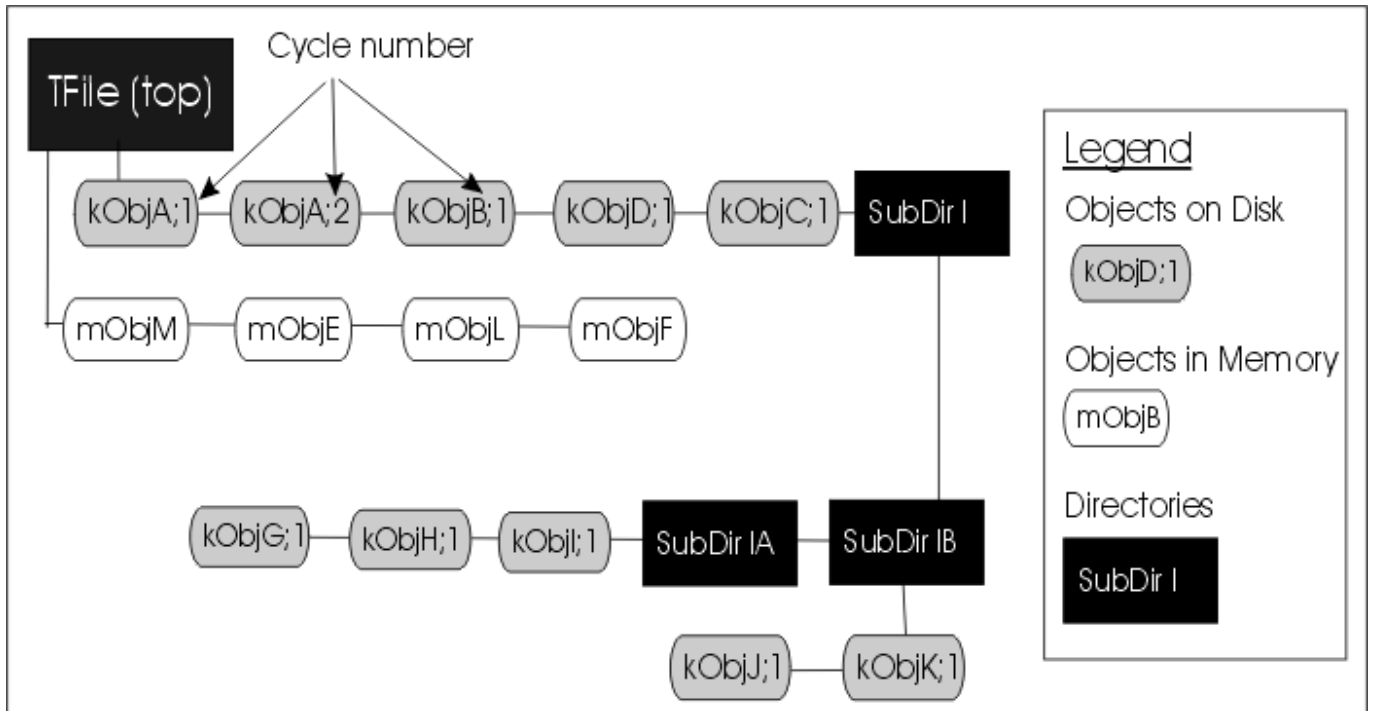 Cycle number
TFile (top)
kObjA;1
kObjA;2
kObjB;1
kObjD;1
kObjC;1
SubDir I
mObjM
mObjE
mObjL
mObjF
kObjG;1
kObjH;1
kObjI;1
SubDir IA
SubDir IB
kObjJ;1
kObjK;1
Legend
Objects on Disk
kObjD;1
Objects in Memory
mObjB
Directories
SubDir I